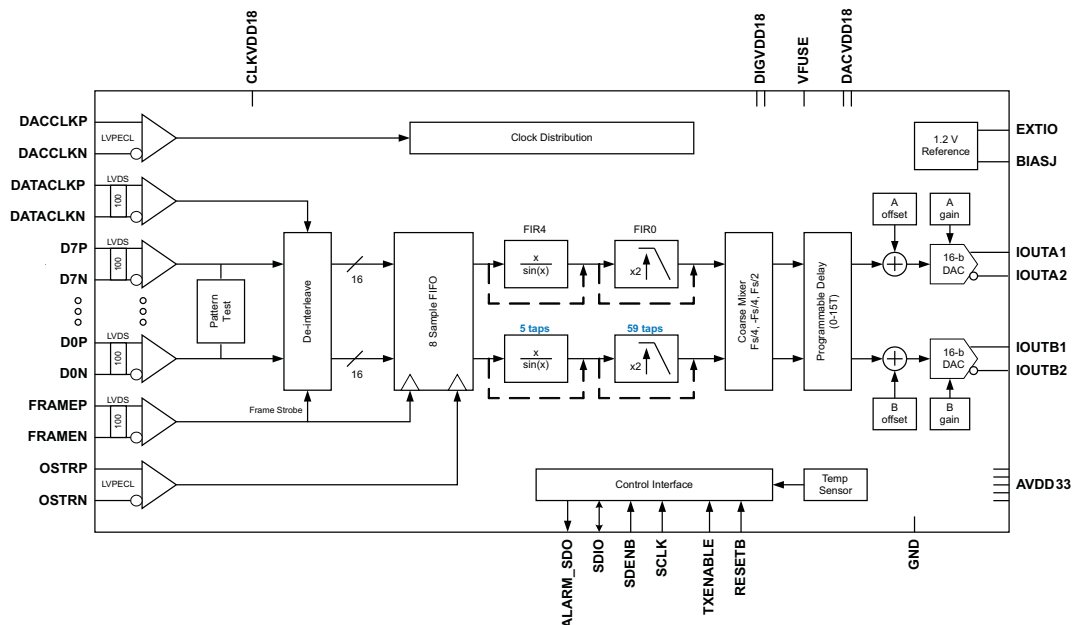 CLKVDD18
DIGVDD18
VFUSE
DACVDD18
DACCLKP
LVPECL
DACCLKN
Clock Distribution
1.2 V
Reference
EXTIO
BIASJ
DATACLKP
LVDS
100
DATACLKN
A
offset
A
gain
D7P
LVDS
100
D7N
Pattern
Test
D0P
LVDS
100
D0N
De-interleave
16
16
8 Sample FIFO
FIR4
x
sin(x)
FIR0
x2
5 taps
x
sin(x)
59 taps
x2
Coarse Mixer
Fs/4, -Fs/4, Fs/2
Programmable Delay
(0-15T)
16-b
DAC
IOUTA1
IOUTA2
16-b
DAC
IOUTB1
IOUTB2
B
offset
B
gain
FRAMEP
LVDS
100
FRAMEN
Frame Strobe
OSTRP
LVPECL
OSTRN
Control Interface
Temp
Sensor
AVDD33
ALARM_SDO
SDIO
SDENB
SCLK
TXENABLE
RESETB
GND